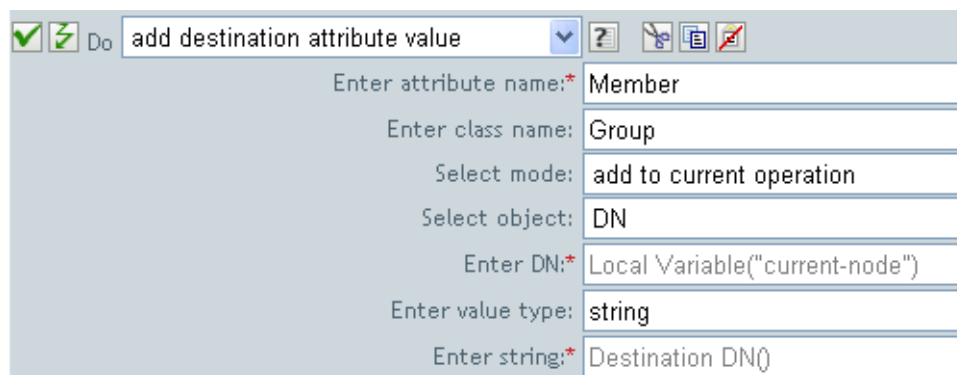 Do add destination attribute value
Enter attribute name:* Member
Enter class name: Group
Select mode: add to current operation
Select object: DN
Enter DN:* Local Variable("current-node")
Enter value type: string
Enter string:* Destination DN()